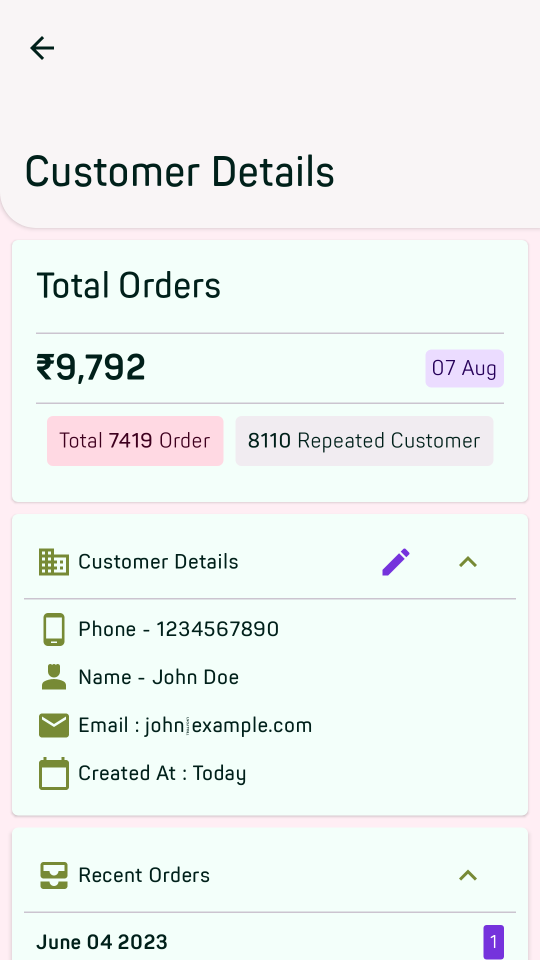 Customer Details
Total Orders
₹9,792
07 Aug
Total 7419 Order
8110 Repeated Customer
Customer Details
Phone - 1234567890
Name - John Doe
Email : john example.com
Created At : Today
Recent Orders
June 04 2023
1